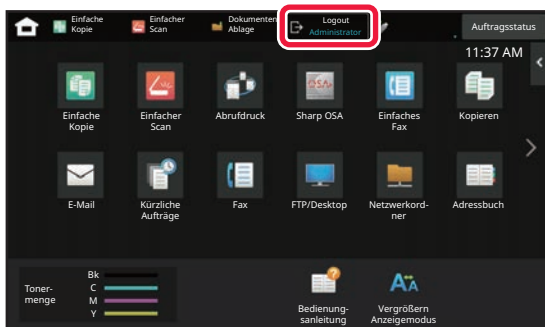 Einfache
Kopie
Einfacher
Scan
Dokumenten
Ablage
Logout
Administrator
Auftragsstatus
11:37 AM
Einfache
Kopie
Einfacher
Scan
Abrufdruck
OSA
Sharp OSA
Einfaches
Fax
Kopieren
E-Mail
Kürzliche
Aufträge
Fax
FTP/Desktop
Netzwerkord-
ner
Adressbuch
Toner-
menge
Bk
C
M
Y
Bedienung-
sanleitung
Vergrößern
Anzeigemodus